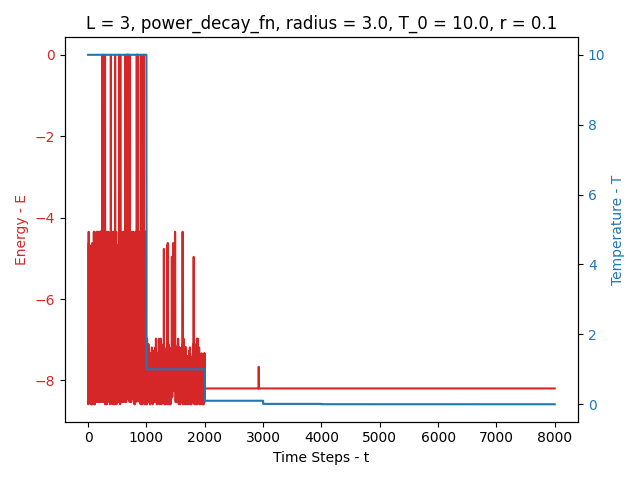 L = 3, power_decay_fn, radius = 3.0, T_0 = 10.0, r = 0.1
0
−2
−4
−6
−8
Energy - E
10
8
6
4
2
0
Temperature - T
0 1000 2000 3000 4000 5000 6000 7000 8000
Time Steps - t